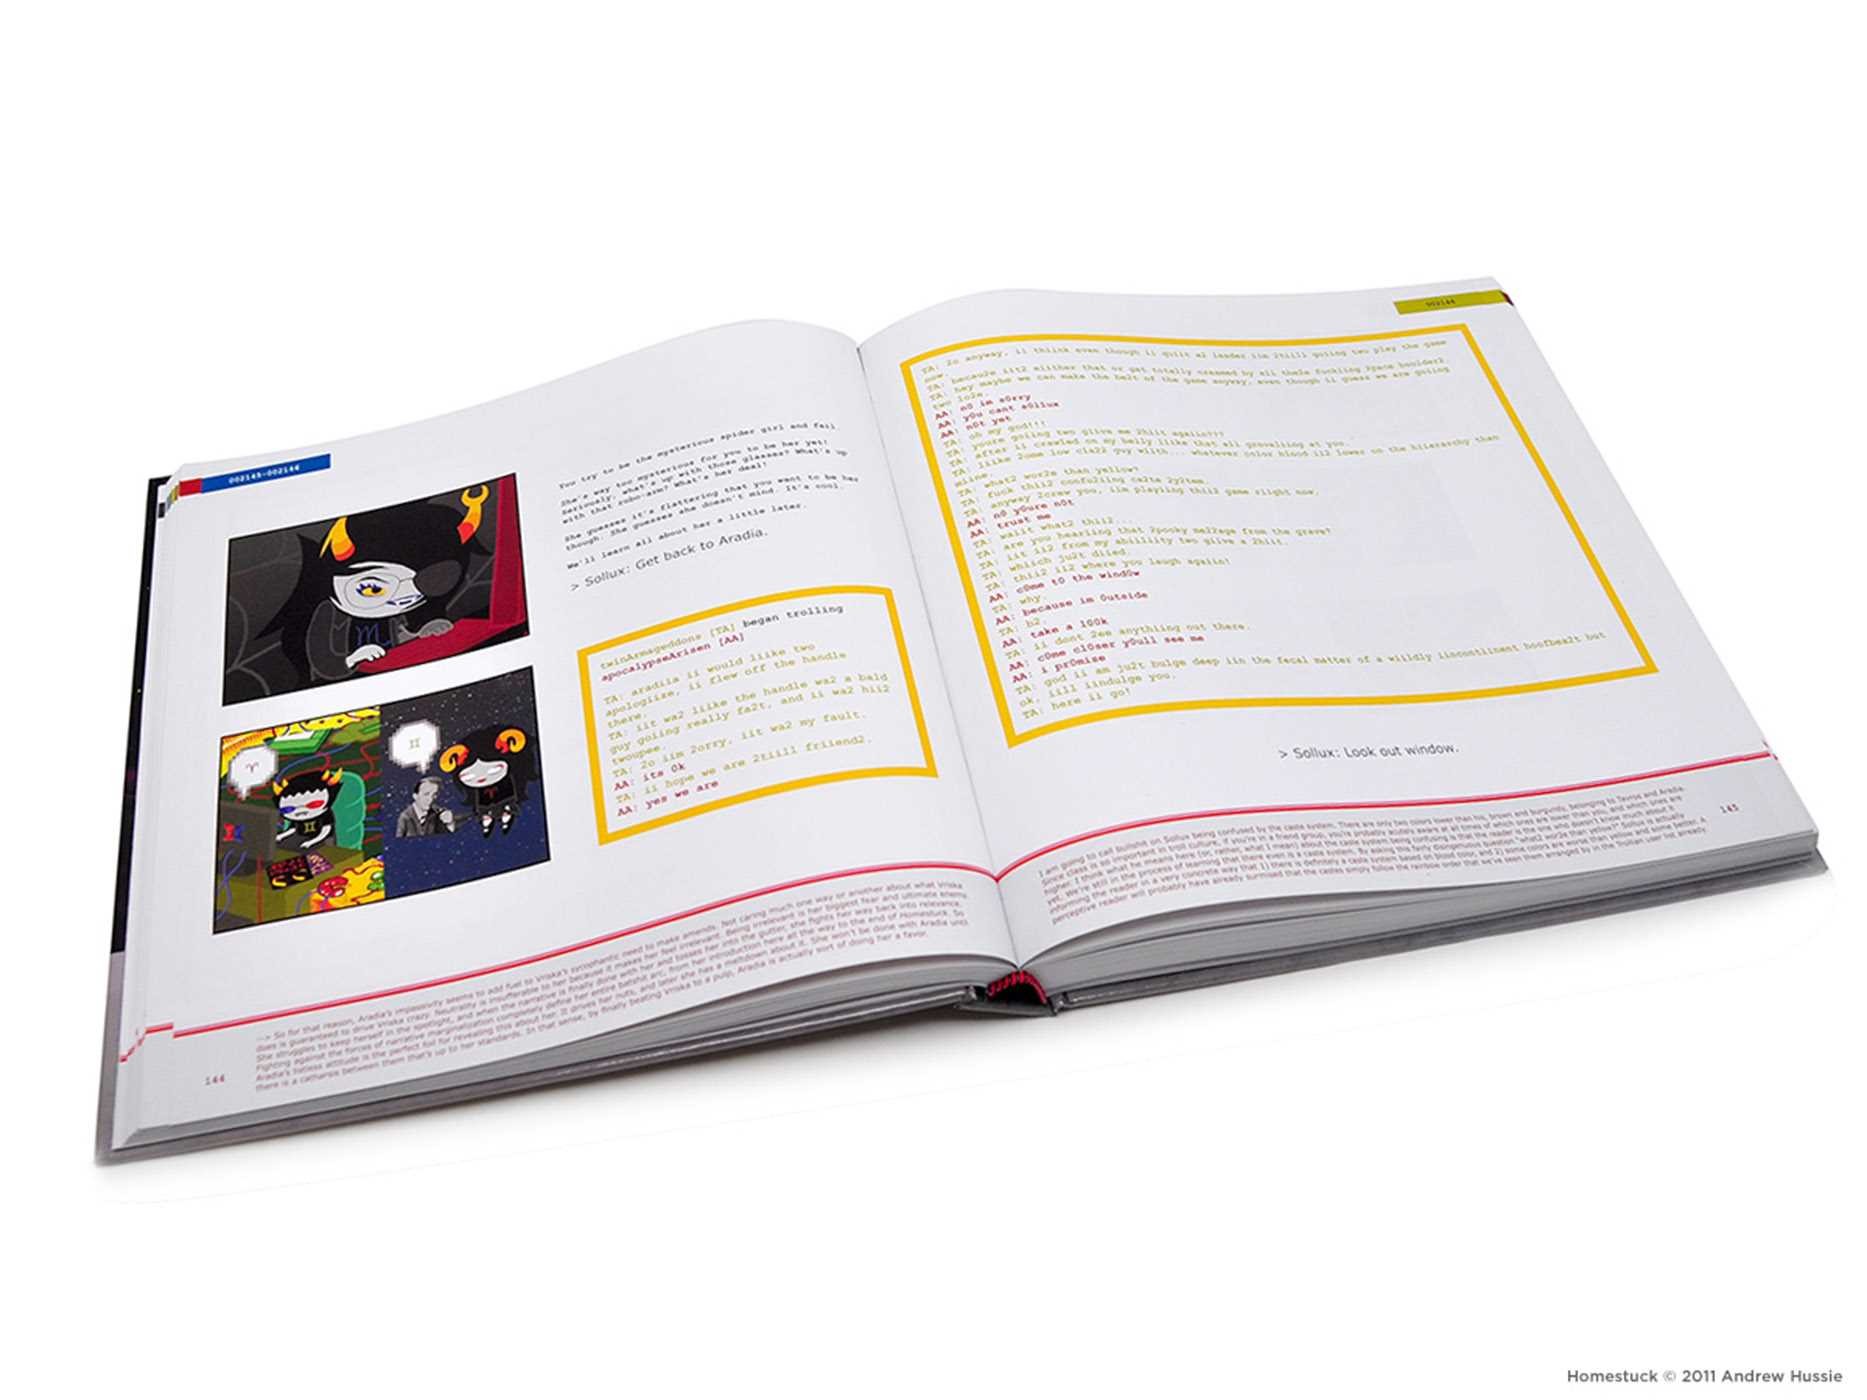 002143-002144
You try to be the mysterious spider girl and fail.
She's way too mysterious for you to be her yet!
Seriously, what's up with those glasses? What's up
with that robo-arm? What's her deal!
She guesses it's flattering that you want to be her
though. She guesses she doesn't mind. It's cool.
We'll learn all about her a little later.
> Sollux: Get back to Aradia.
twinArmageddons [TA] began trolling
apocalypseArisen [AA]
TA: aradiia ii would liike two
apologiize, ii flew off the handle
there.
TA: iit wa2 liike the handle wa2 a bald
guy goiing really fa2t, and ii wa2 hii2
twoupee.
TA: 2o iim 2orry, iit wa2 my fault.
AA: its 0k
TA: ii hope we are 2tiill friiend2.
AA: yes we are
--> So for that reason, Aradia's impassivity seems to add fuel to Vriska's sycophantic need to make amends. Not caring much one way or another about what Vriska
does is guaranteed to drive Vriska crazy. Neutrality is insufferable to her because it makes her feel irrelevant. Being irrelevant is her biggest fear and ultimate enemy.
She struggles to keep herself in the spotlight, and when the narrative is finally done with her and tosses her into the gutter, she fights her way back into relevance.
Fighting against the forces of narrative marginalization completely define her entire batshit arc, from her introduction here all the way to the end of Homestuck. So
Aradia's listless attitude is the perfect foil for revealing this about her. It drives her nuts, and later she has a meltdown about it. She won't be done with Aradia until
there is a catharsis between them that's up to her standards. In that sense, by finally beating Vriska to a pulp, Aradia is actually sort of doing her a favor.
144
002144
TA: 2o anyway, ii thiink even though ii quiit a2 leader iim 2tiill goiing two play the game
now.
TA: becau2e iit2 eiither that or get totally creamed by all the2e fuckiing 2pace boulder2.
TA: hey maybe we can make the be2t of the game anyway, even though ii gue22 we are goiing
two lo2e.
AA: n0 im s0rry
AA: y0u cant s0llux
AA: n0t yet
TA: oh my god!!!
TA: youre goiing two giive me 2hiit agaiin???
TA: after ii crawled on my belly liike that all groveliing at you.
TA: liike 2ome low cla22 guy wiith... whatever color blood ii2 lower on the hiierarchy than
miine.
TA: what2 wor2e than yellow?
TA: fuck thii2 confu2iing ca2te 2y2tem.
TA: anyway 2crew you, iim playiing thii2 game riight now.
AA: n0 y0ure n0t
AA: trust me
TA: waiit what2 thii2...
TA: are you heariing that 2pooky me22age from the grave?
TA: iit ii2 from my abiiliity two giive a 2hiit.
TA: whiich ju2t diied.
TA: thii2 ii2 where you laugh agaiin!
AA: c0me t0 the wind0w
TA: why.
AA: because im 0utside
TA: b2.
AA: take a l00k
TA: ii dont 2ee anythiing out there.
AA: c0me cl0ser y0ull see me
AA: i pr0mise
TA: god ii am ju2t bulge deep iin the fecal matter of a wiildly iincontiinent hoofbea2t but
ok, iill iindulge you.
TA: here ii go!
> Sollux: Look out window.
I am going to call bullshit on Sollux being confused by the caste system. There are only two colors lower than his, brown and burgundy, belonging to Tavros and Aradia.
Since class is so important in troll culture, if you're in a friend group, you're probably acutely aware at all times of which ones are lower than you, and which ones are
higher. I think what he means here (or, rather, what I mean) about the caste system being confusing is that the reader is the one who doesn't know much about it
yet. We're still in the process of learning that there even is a caste system. By asking this wholly disingenuous question "what2 wor2e than yellow?" Sollux is actually
informing the reader in a very concrete way that 1) there is definitely a caste system based on blood color, and 2) some colors are worse than yellow and some better. A
perceptive reader will probably have already surmised that the castes simply follow the rainbow order that we've seen them arranged by in the Trollian user list already.
145
Homestuck © 2011 Andrew Hussie